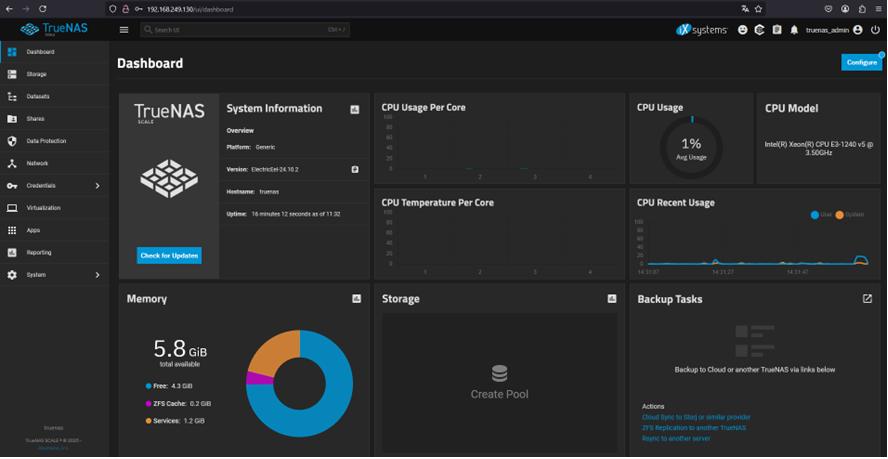 192.168.249.130/ui/dashboard
TrueNAS
SCALE
Search UI
Ctrl + /
iXsystems
truenas_admin
Dashboard
Storage
Datasets
Shares
Data Protection
Network
Credentials
Virtualization
Apps
Reporting
System
truenas
TrueNAS SCALE ® © 2025 -
Dashboard
Configure
TrueNAS
SCALE
Check for Updates
System Information
Overview
Platform: Generic
Version: ElectricEel-24.10.2
Hostname: truenas
Uptime: 16 minutes 12 seconds as of 11:32
CPU Usage Per Core
100
80
60
40
20
0
1 2 3 4
CPU Usage
1%
Avg Usage
CPU Model
Intel(R) Xeon(R) CPU E3-1240 v5 @
3.50GHz
CPU Temperature Per Core
100
80
60
40
20
0
1 2 3 4
CPU Recent Usage
User System
100
80
60
40
20
0
14:31:07 14:31:27 14:31:47
Memory
5.8 GiB
total available
Free: 4.3 GiB
ZFS Cache: 0.2 GiB
Services: 1.2 GiB
Storage
Create Pool
Backup Tasks
Backup to Cloud or another TrueNAS via links below
Actions
Cloud Sync to Storj or similar provider
ZFS Replication to another TrueNAS
Rsync to another server